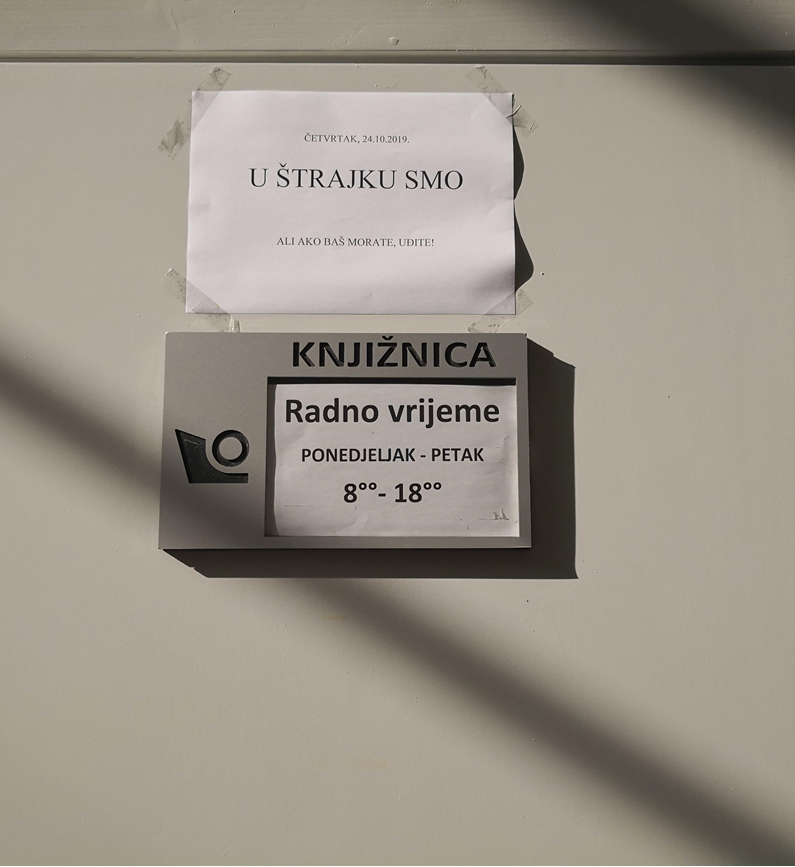 ČETVRTAK, 24.10.2019.
U ŠTRAJKU SMO
ALI AKO BAŠ MORATE, UĐITE!
KNJIŽNICA
Radno vrijeme
PONEDJELJAK - PETAK
8°°- 18°°